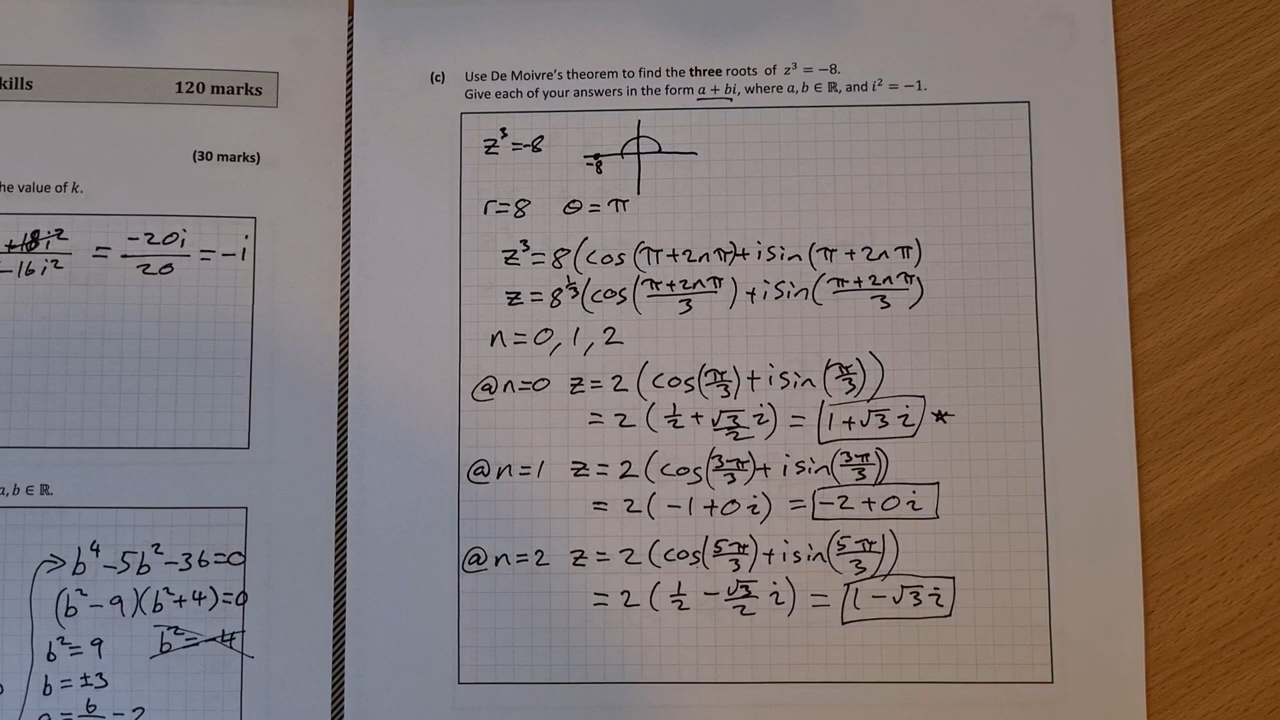 kills 120 marks
(30 marks)
he value of k.
+18i² = -20i/20 = -i
-16i²
a, b ∈ ℝ.
→ b⁴-5b²-36=0
(b²-9)(b²+4)=0
b²=9 b²=-4
b=±3
(c) Use De Moivre's theorem to find the three roots of z³ = −8.
Give each of your answers in the form a + bi, where a, b ∈ ℝ, and i² = −1.
z³=-8
-8
r=8 θ=π
z³=8(cos(π+2nπ)+isin(π+2nπ)
z=8^(1/3)(cos((π+2nπ)/3)+isin((π+2nπ)/3)
n=0,1,2
@n=0 z=2(cos(π/3)+isin(π/3))
=2(1/2+√3/2 i)=1+√3i *
@n=1 z=2(cos(3π/3)+isin(3π/3))
=2(-1+0i)=-2+0i
@n=2 z=2(cos(5π/3)+isin(5π/3))
=2(1/2-√3/2 i)=1-√3i